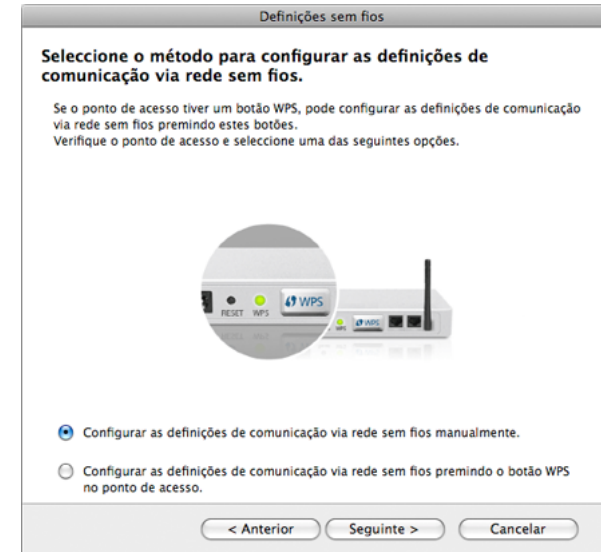 Definições sem fios
Seleccione o método para configurar as definições de
comunicação via rede sem fios.
Se o ponto de acesso tiver um botão WPS, pode configurar as definições de comunicação
via rede sem fios premindo estes botões.
Verifique o ponto de acesso e seleccione uma das seguintes opções.
RESET WPS WPS
WPS WPS
Configurar as definições de comunicação via rede sem fios manualmente.
Configurar as definições de comunicação via rede sem fios premindo o botão WPS
no ponto de acesso.
< Anterior Seguinte > Cancelar